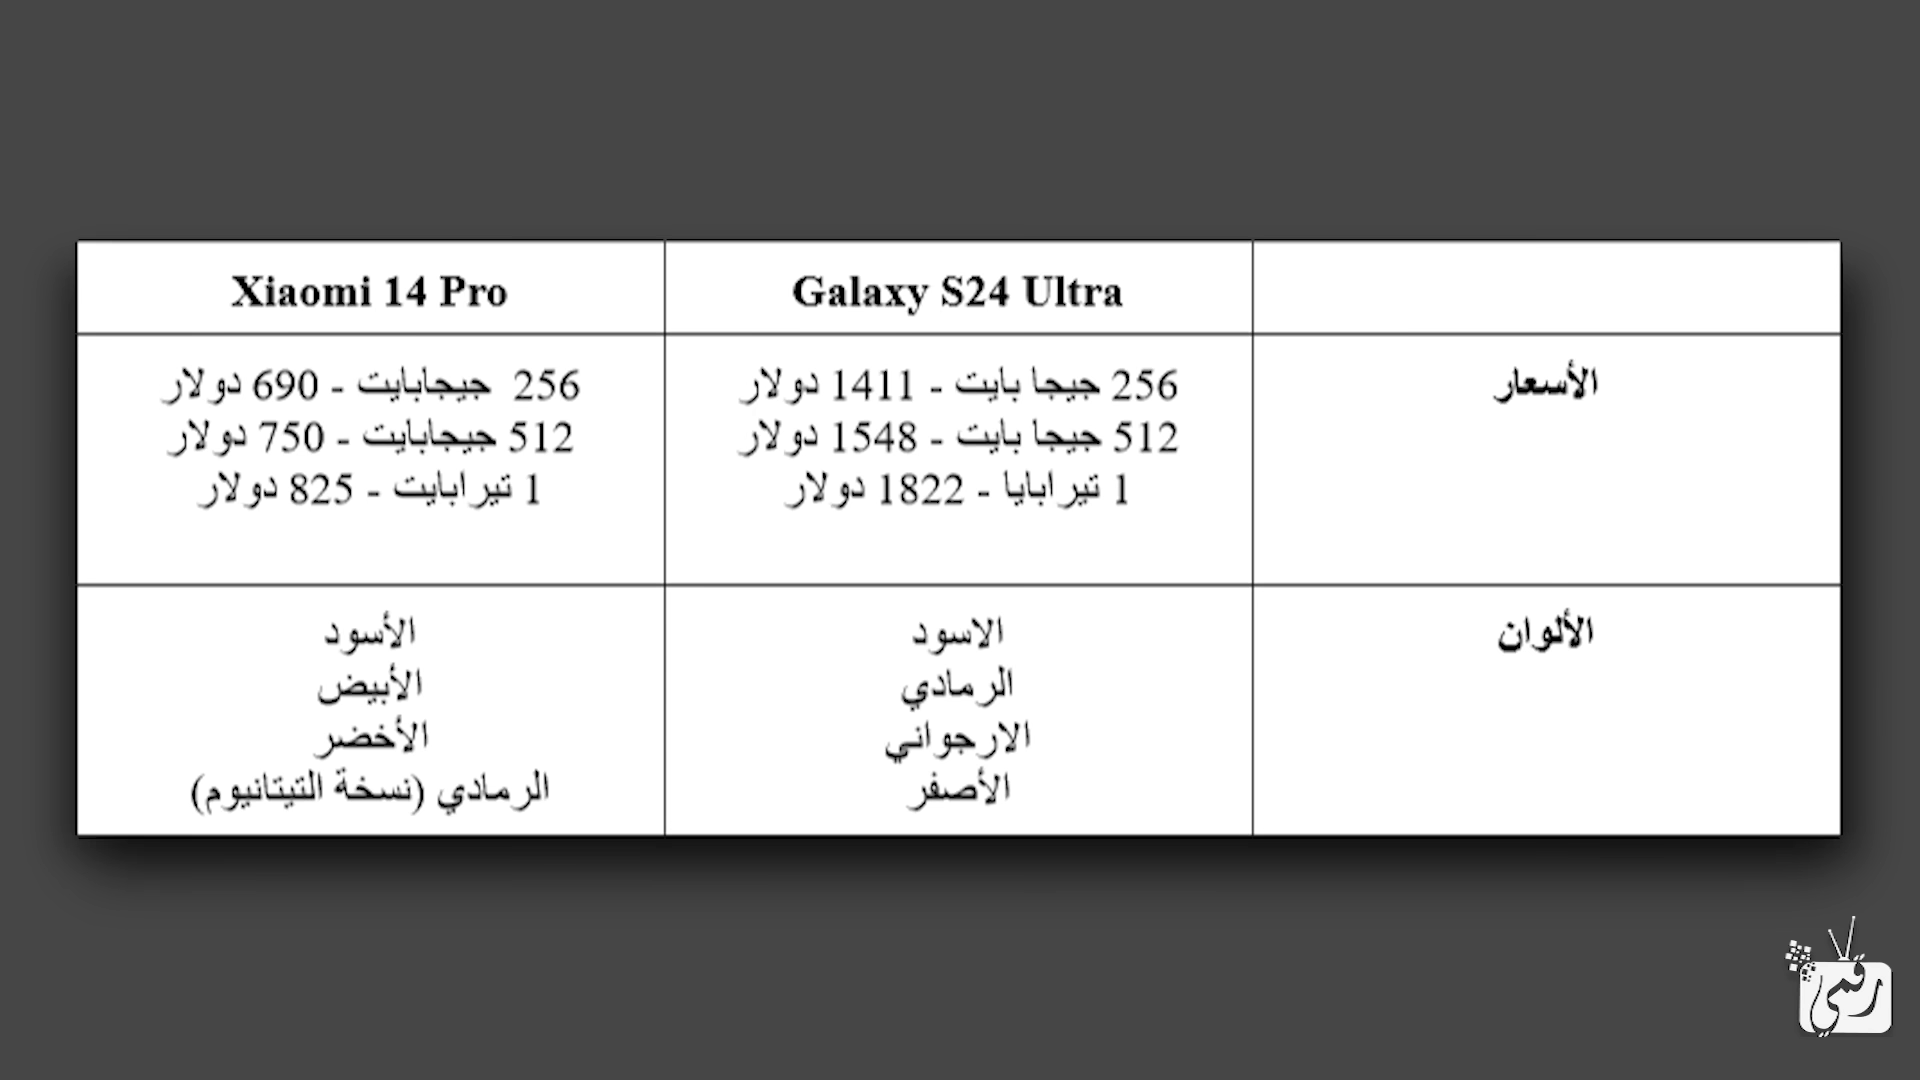 Galaxy S24 Ultra
Xiaomi 14 Pro
الأسعار
256 جيجا بايت - 1411 دولار
512 جيجا بايت - 1548 دولار
1 تيرابايا - 1822 دولار
256 جيجابايت - 690 دولار
512 جيجابايت - 750 دولار
1 تيرابايت - 825 دولار
الألوان
الاسود
الرمادي
الارجواني
الأصفر
الأسود
الأبيض
الأخضر
الرمادي (نسخة التيتانيوم)
رقمي